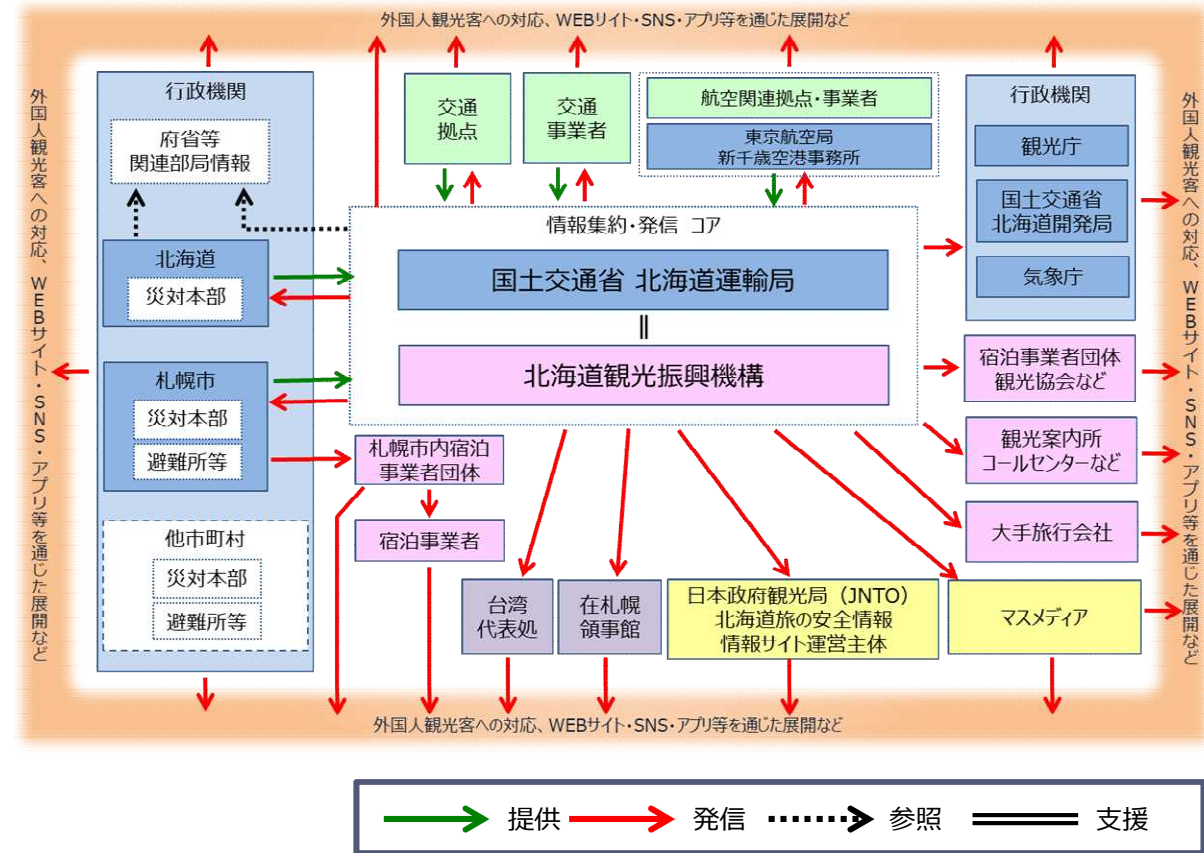 外国人観光客への対応、WEBサイト・SNS・アプリ等を通じた展開など
外国人観光客への対応、WEBサイト・SNS・アプリ等を通じた展開など
行政機関
府省等
関連部局情報
北海道
災対本部
札幌市
災対本部
避難所等
他市町村
災対本部
避難所等
交通
拠点
交通
事業者
航空関連拠点・事業者
東京航空局
新千歳空港事務所
情報集約・発信 コア
国土交通省 北海道運輸局
北海道観光振興機構
行政機関
観光庁
国土交通省
北海道開発局
気象庁
宿泊事業者団体
観光協会など
観光案内所
コールセンターなど
大手旅行会社
札幌市内宿泊
事業者団体
宿泊事業者
台湾
代表処
在札幌
領事館
日本政府観光局（JNTO）
北海道旅の安全情報
情報サイト運営主体
マスメディア
外国人観光客への対応、WEBサイト・SNS・アプリ等を通じた展開など
外国人観光客への対応、WEBサイト・SNS・アプリ等を通じた展開など
提供
発信
参照
支援